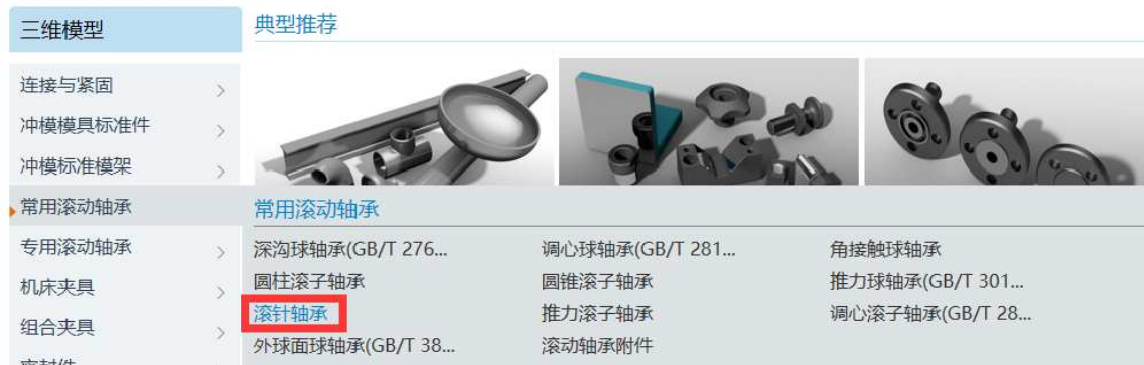 三维模型
典型推荐
连接与紧固
冲模模具标准件
冲模标准模架
常用滚动轴承
专用滚动轴承
机床夹具
组合夹具
常用滚动轴承
深沟球轴承(GB/T 276...
调心球轴承(GB/T 281...
角接触球轴承
圆柱滚子轴承
圆锥滚子轴承
推力球轴承(GB/T 301...
滚针轴承
推力滚子轴承
调心滚子轴承(GB/T 28...
外球面球轴承(GB/T 38...
滚动轴承附件